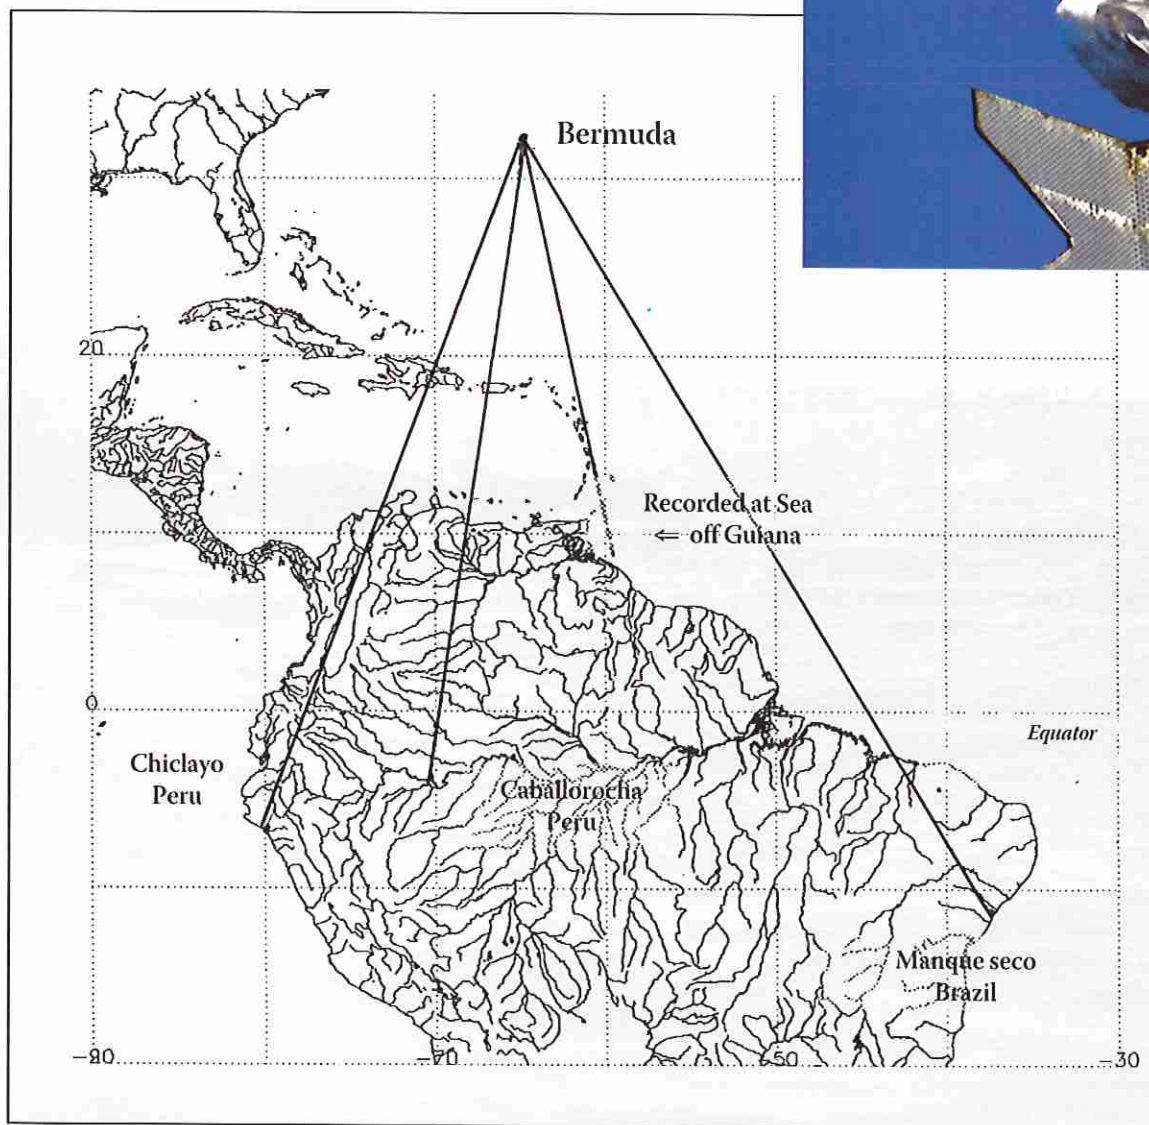 Bermuda
20
Recorded at Sea
⇐ off Guiana
0
Equator
Chiclayo
Peru
Caballorocha
Peru
Manque seco
Brazil
-90
-70
-50
-30